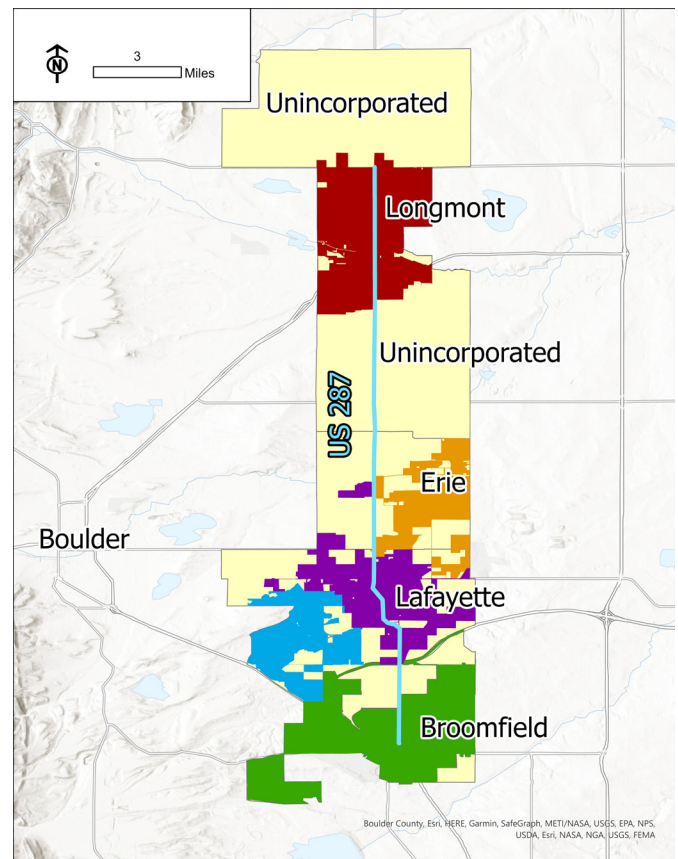 N
3
Miles
Unincorporated
Longmont
Unincorporated
US 287
Erie
Boulder
Lafayette
Broomfield
Boulder County, Esri, HERE, Garmin, SafeGraph, METI/NASA, USGS, EPA, NPS,
USDA, Esri, NASA, NGA, USGS, FEMA